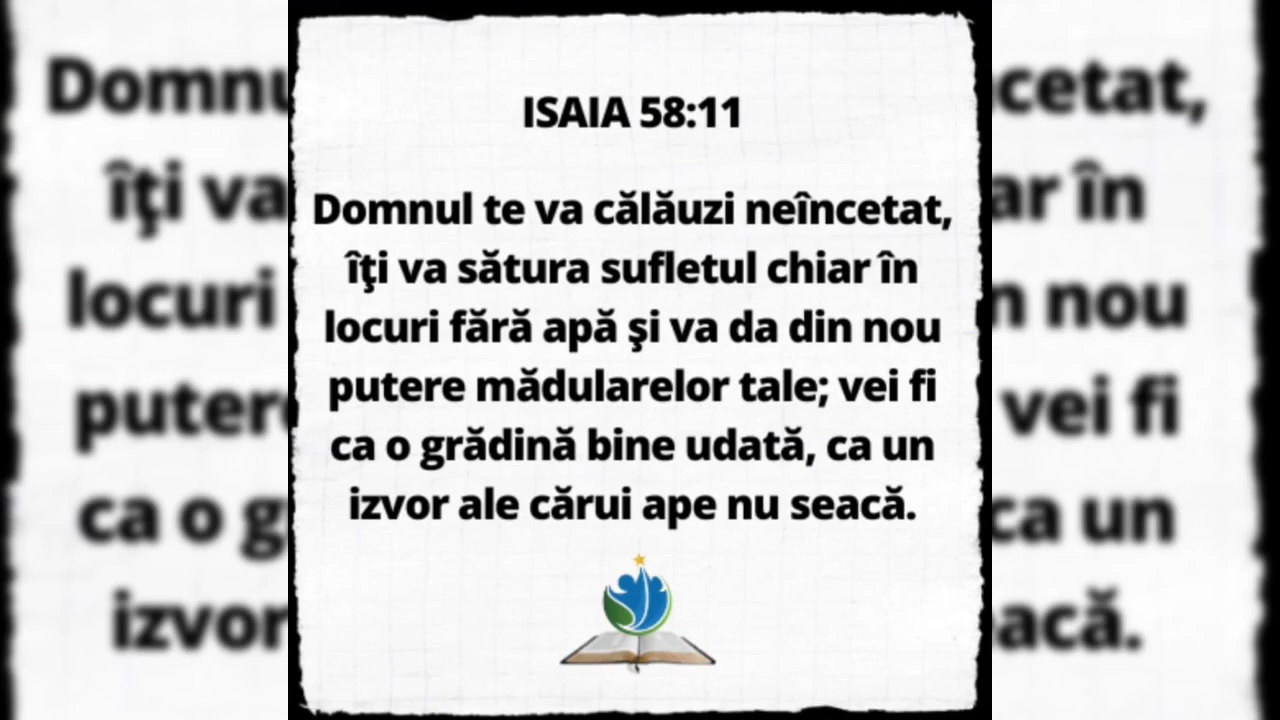 ISAIA 58:11
Domnul te va călăuzi neîncetat,
îţi va sătura sufletul chiar în
locuri fără apă şi va da din nou
putere mădularelor tale; vei fi
ca o grădină bine udată, ca un
izvor ale cărui ape nu seacă.